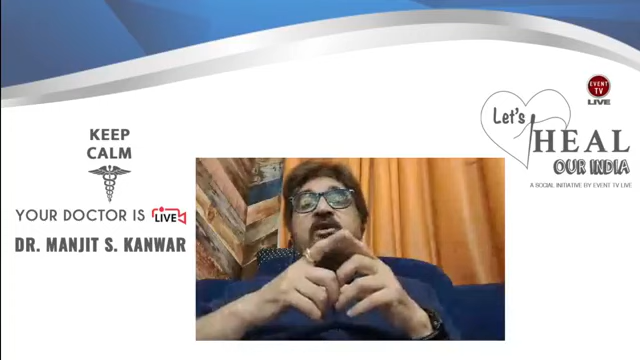 EVENT
TV
LIVE
Let's
HEAL
OUR INDIA
A SOCIAL INITIATIVE BY EVENT TV LIVE
KEEP
CALM
YOUR DOCTOR IS LIVE
DR. MANJIT S. KANWAR